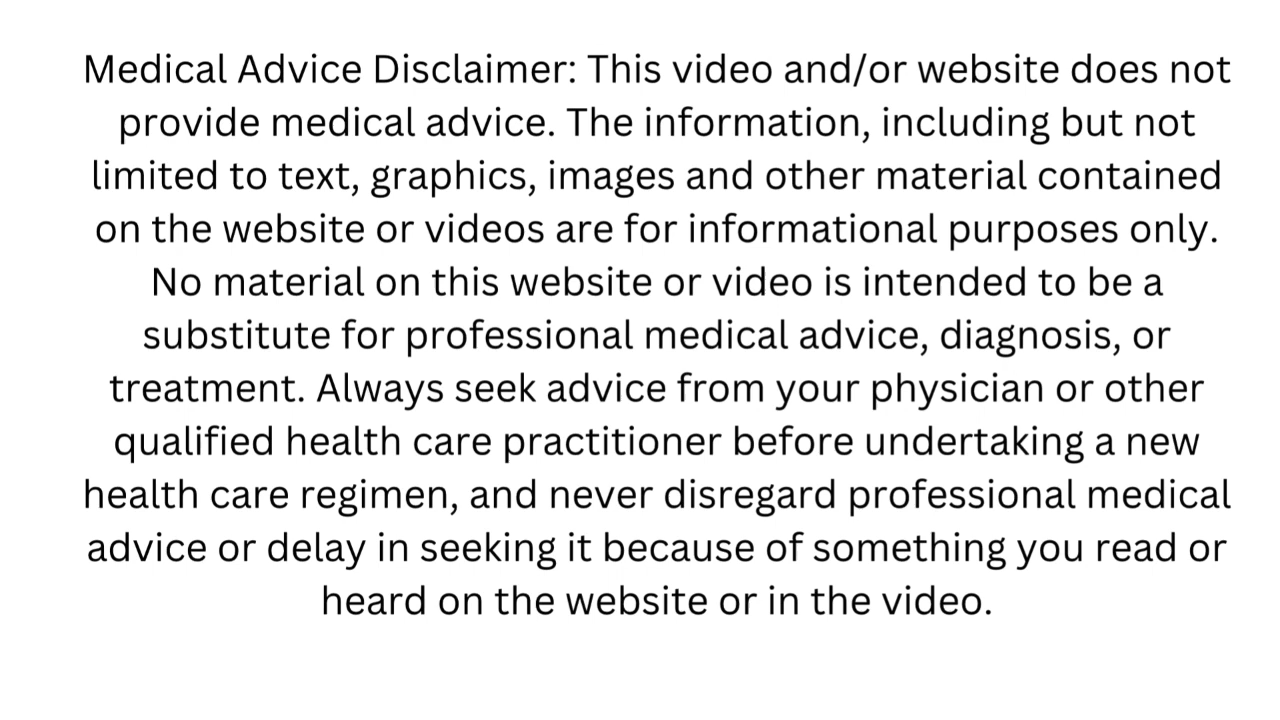 Medical Advice Disclaimer: This video and/or website does not
provide medical advice. The information, including but not
limited to text, graphics, images and other material contained
on the website or videos are for informational purposes only.
No material on this website or video is intended to be a
substitute for professional medical advice, diagnosis, or
treatment. Always seek advice from your physician or other
qualified health care practitioner before undertaking a new
health care regimen, and never disregard professional medical
advice or delay in seeking it because of something you read or
heard on the website or in the video.